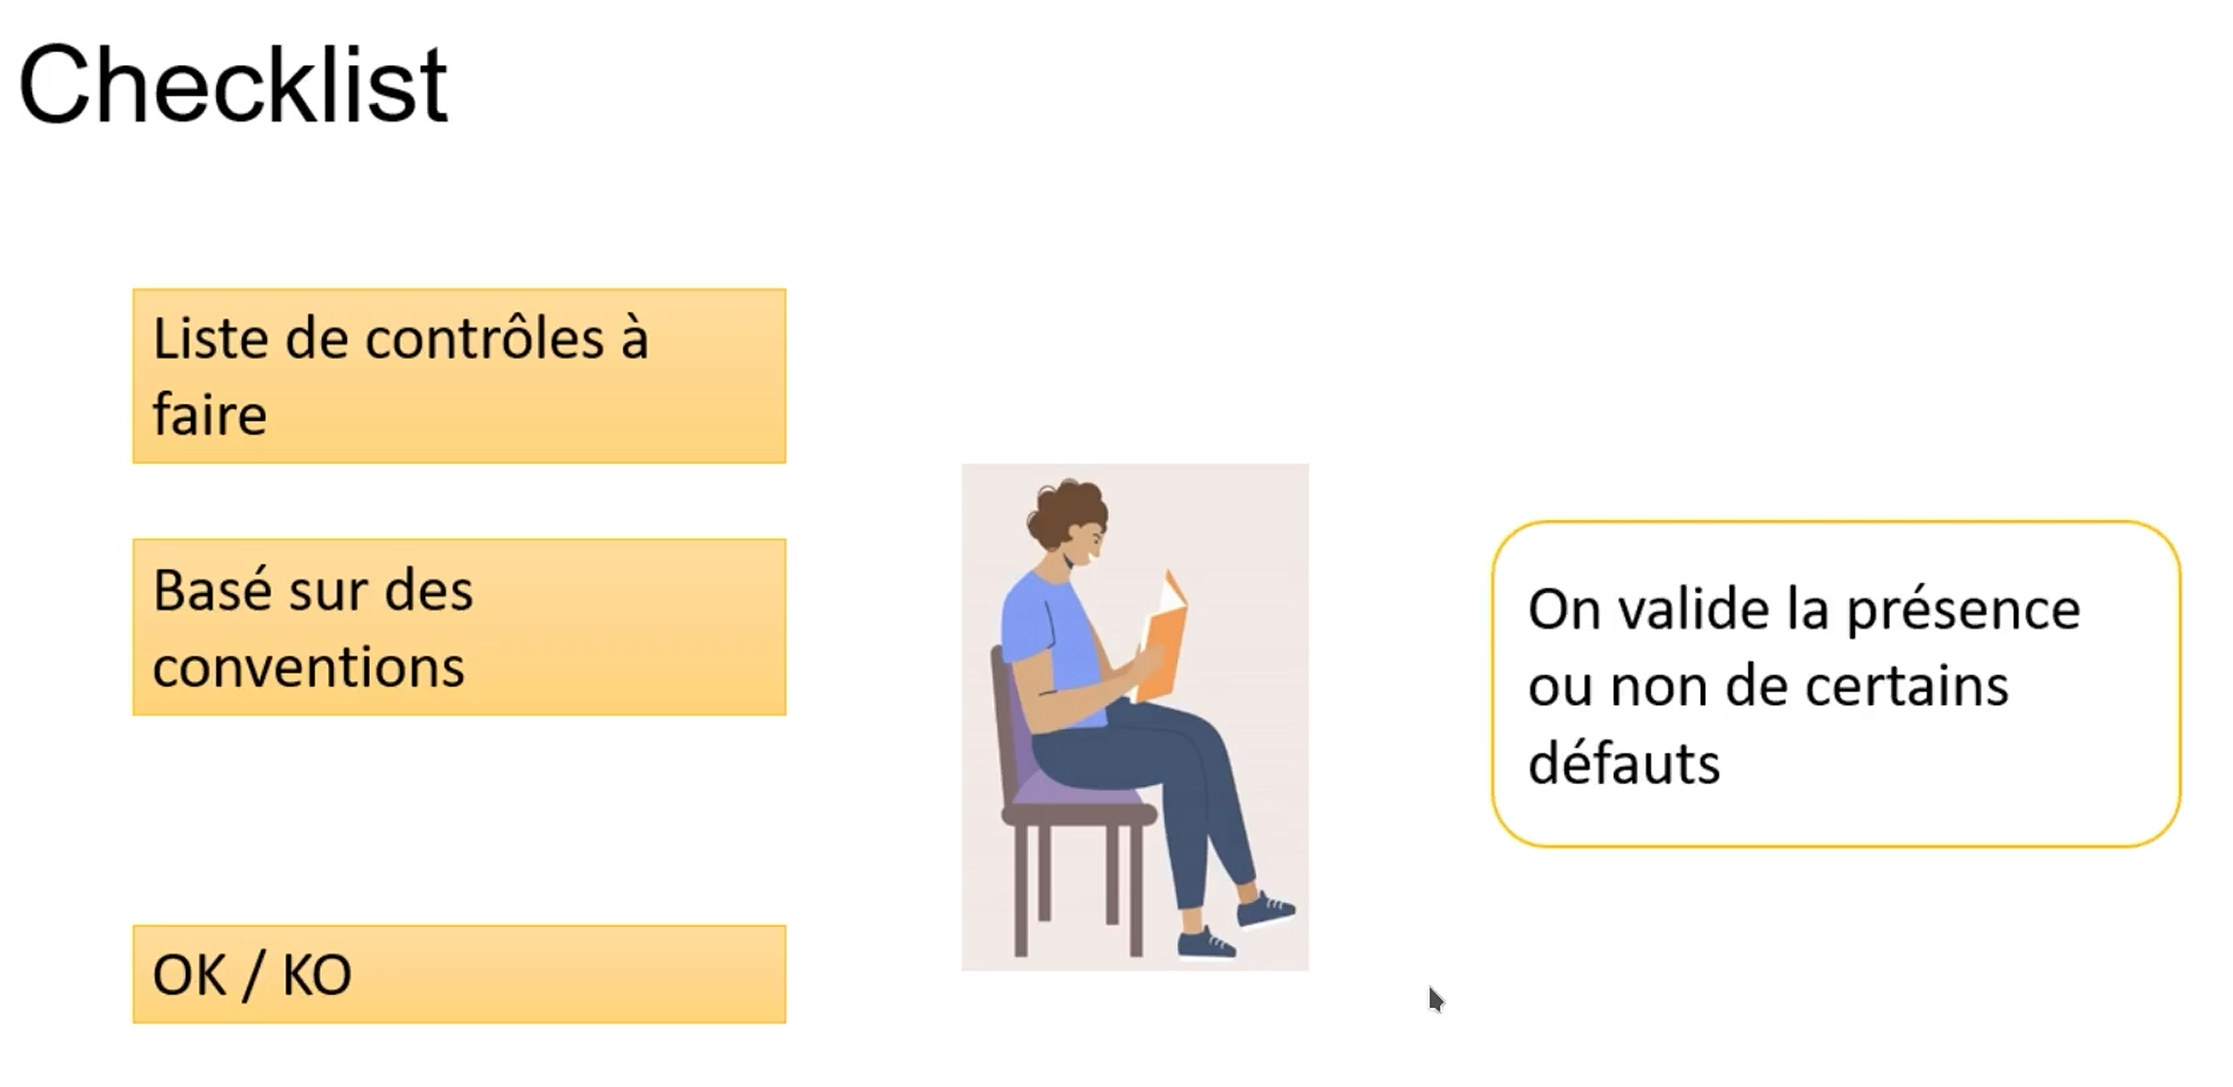 Checklist
Liste de contrôles à
faire
Basé sur des
conventions
OK / KO
On valide la présence
ou non de certains
défauts